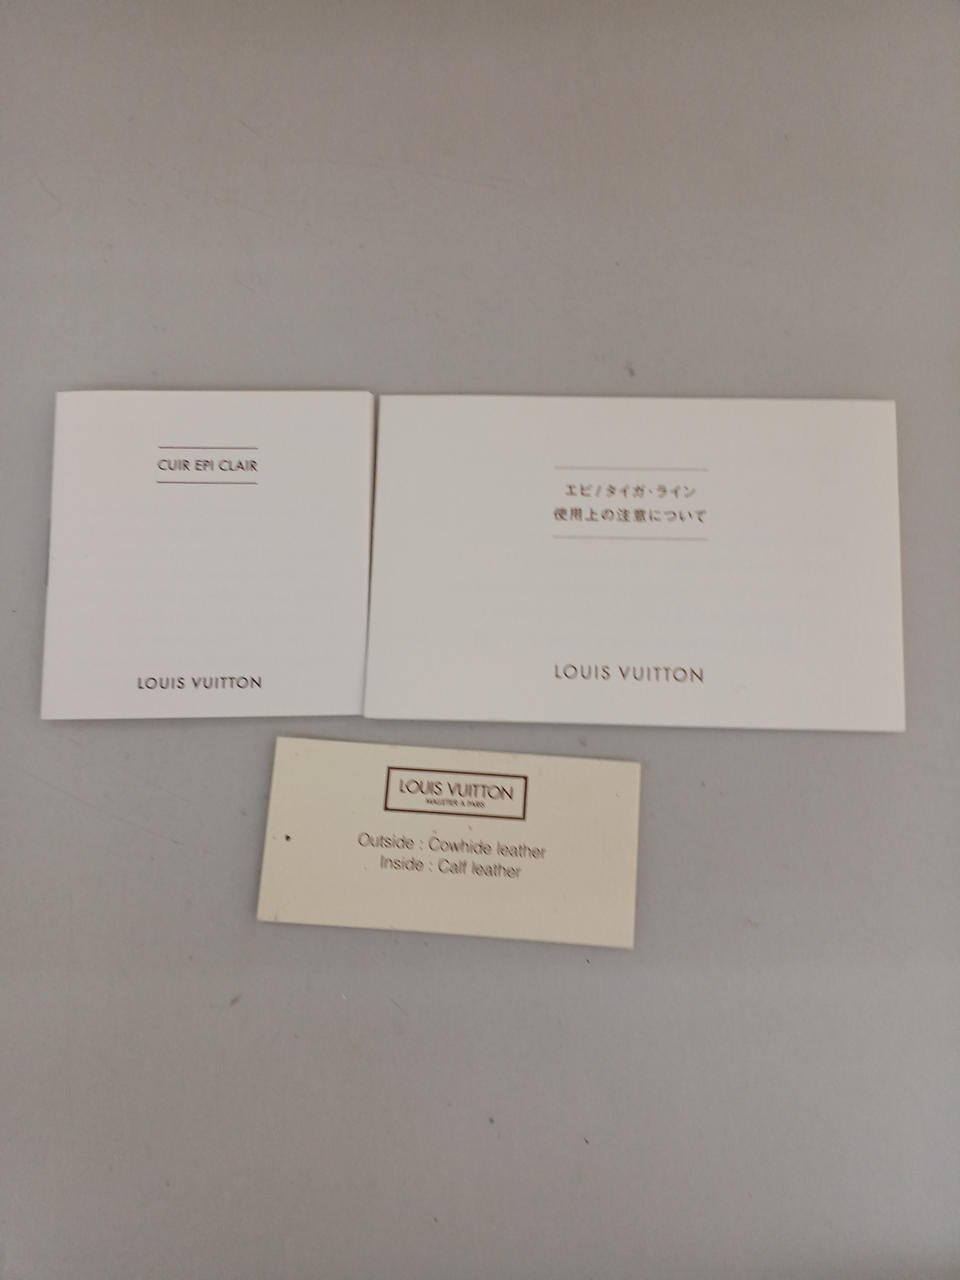 CUIR EPI CLAIR
LOUIS VUITTON
エピ / タイガ・ライン
使用上の注意について
LOUIS VUITTON
LOUIS VUITTON
MALLETIER À PARIS
Outside : Cowhide leather
Inside : Calf leather